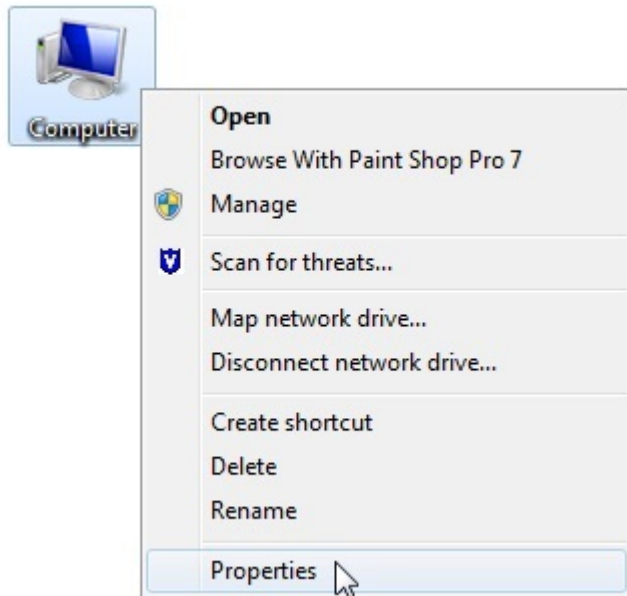 Computer
Open
Browse With Paint Shop Pro 7
Manage
Scan for threats...
Map network drive...
Disconnect network drive...
Create shortcut
Delete
Rename
Properties